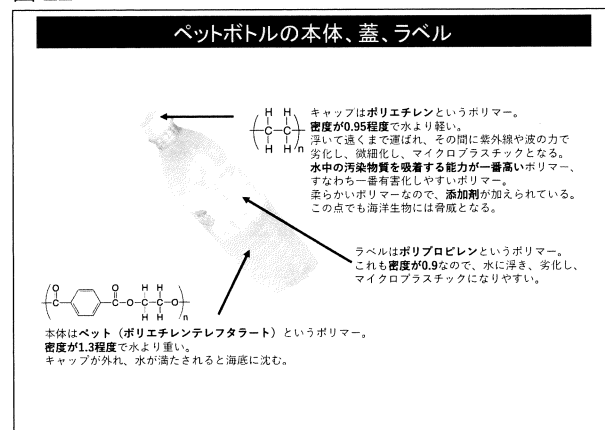 ペットボトルの本体、蓋、ラベル
キャップはポリエチレンというポリマー。
密度が0.95程度で水より軽い。
浮いて遠くまで運ばれ、その間に紫外線や波の力で
劣化し、微細化し、マイクロプラスチックとなる。
水中の汚染物質を吸着する能力が一番高いポリマー、
すなわち一番有害化しやすいポリマー。
柔らかいポリマーなので、添加剤が加えられている。
この点でも海洋生物には脅威となる。
H H
C C
H H
n
ラベルはポリプロピレンというポリマー。
これも密度が0.9なので、水に浮き、劣化し、
マイクロプラスチックになりやすい。
O O H H
C C O C C O
H H
n
本体はペット（ポリエチレンテレフタラート）というポリマー。
密度が1.3程度で水より重い。
キャップが外れ、水が満たされると海底に沈む。